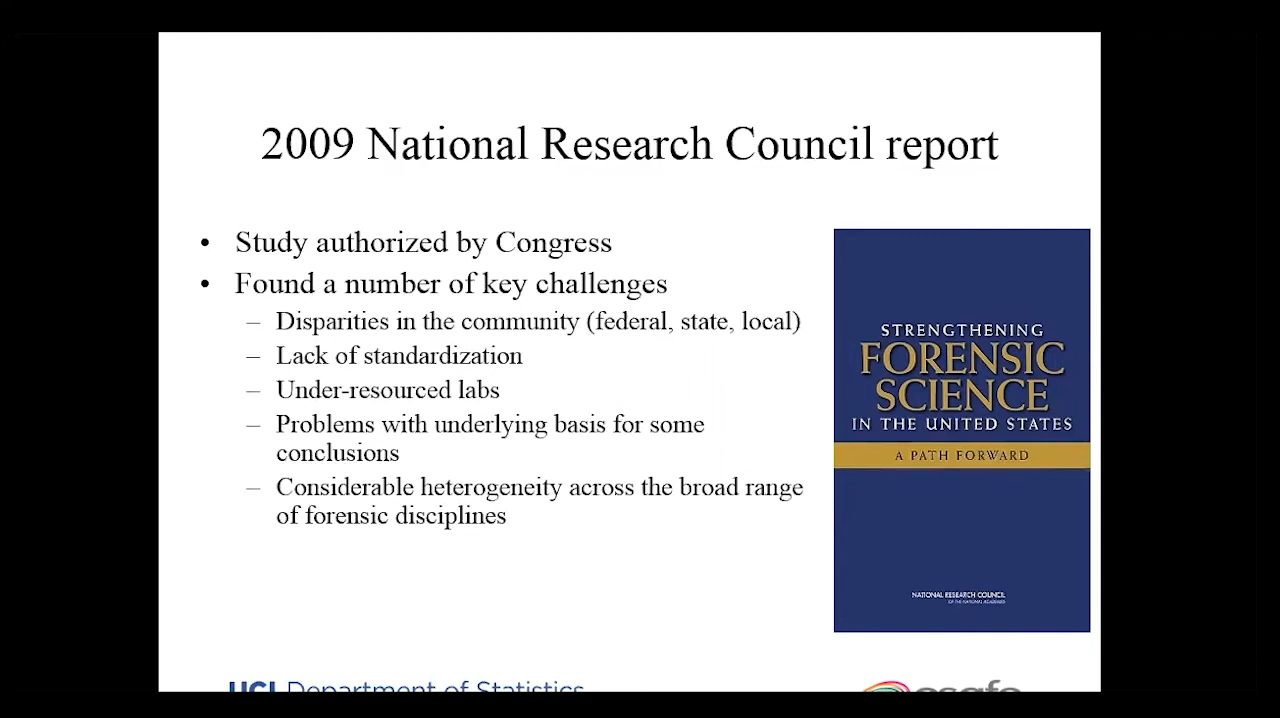 2009 National Research Council report
• Study authorized by Congress
• Found a number of key challenges
– Disparities in the community (federal, state, local)
– Lack of standardization
– Under-resourced labs
– Problems with underlying basis for some
conclusions
– Considerable heterogeneity across the broad range
of forensic disciplines
STRENGTHENING
FORENSIC
SCIENCE
IN THE UNITED STATES
A PATH FORWARD
NATIONAL RESEARCH COUNCIL
OF THE NATIONAL ACADEMIES
UCI Department of Statistics
csafe